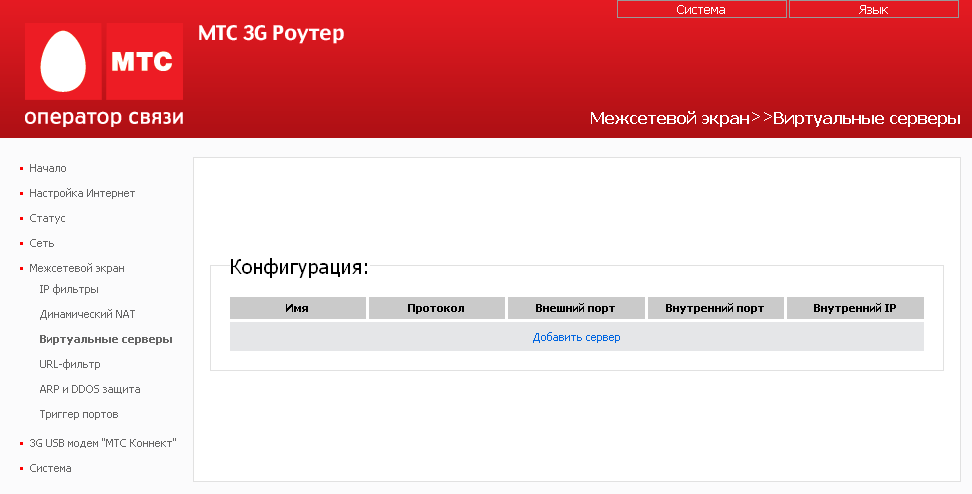 Система
Язык
МТС 3G Роутер
МТС
оператор связи
Межсетевой экран>>Виртуальные серверы
Начало
Настройка Интернет
Статус
Сеть
Межсетевой экран
IP фильтры
Динамический NAT
Виртуальные серверы
URL-фильтр
ARP и DDOS защита
Триггер портов
3G USB модем "МТС Коннект"
Система
Конфигурация:
Имя Протокол Внешний порт Внутренний порт Внутренний IP
Добавить сервер